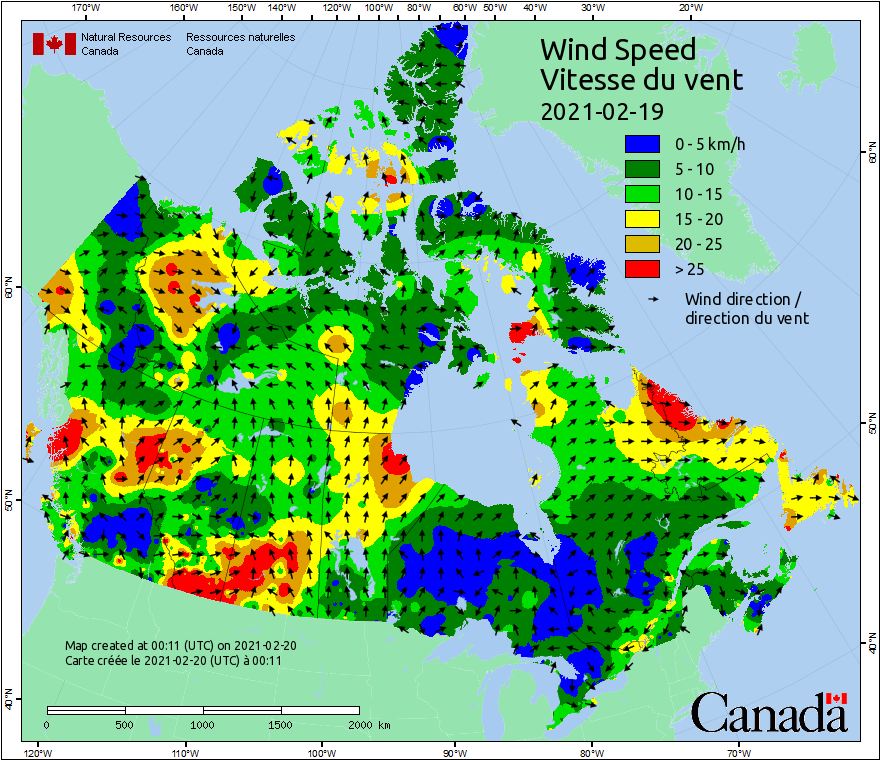 170°W 160°W 150°W 140°W 120°W 100°W 80°W 60°W 50°W 40°W 30°W 20°W
Natural Resources
Canada
Ressources naturelles
Canada
Wind Speed
Vitesse du vent
2021-02-19
0 - 5 km/h
5 - 10
10 - 15
15 - 20
20 - 25
> 25
Wind direction /
direction du vent
60°N
50°N
40°N
60°N
50°N
40°N
Map created at 00:11 (UTC) on 2021-02-20
Carte créée le 2021-02-20 (UTC) à 00:11
0 500 1000 1500 2000 km
Canada
120°W 110°W 100°W 90°W 80°W 70°W